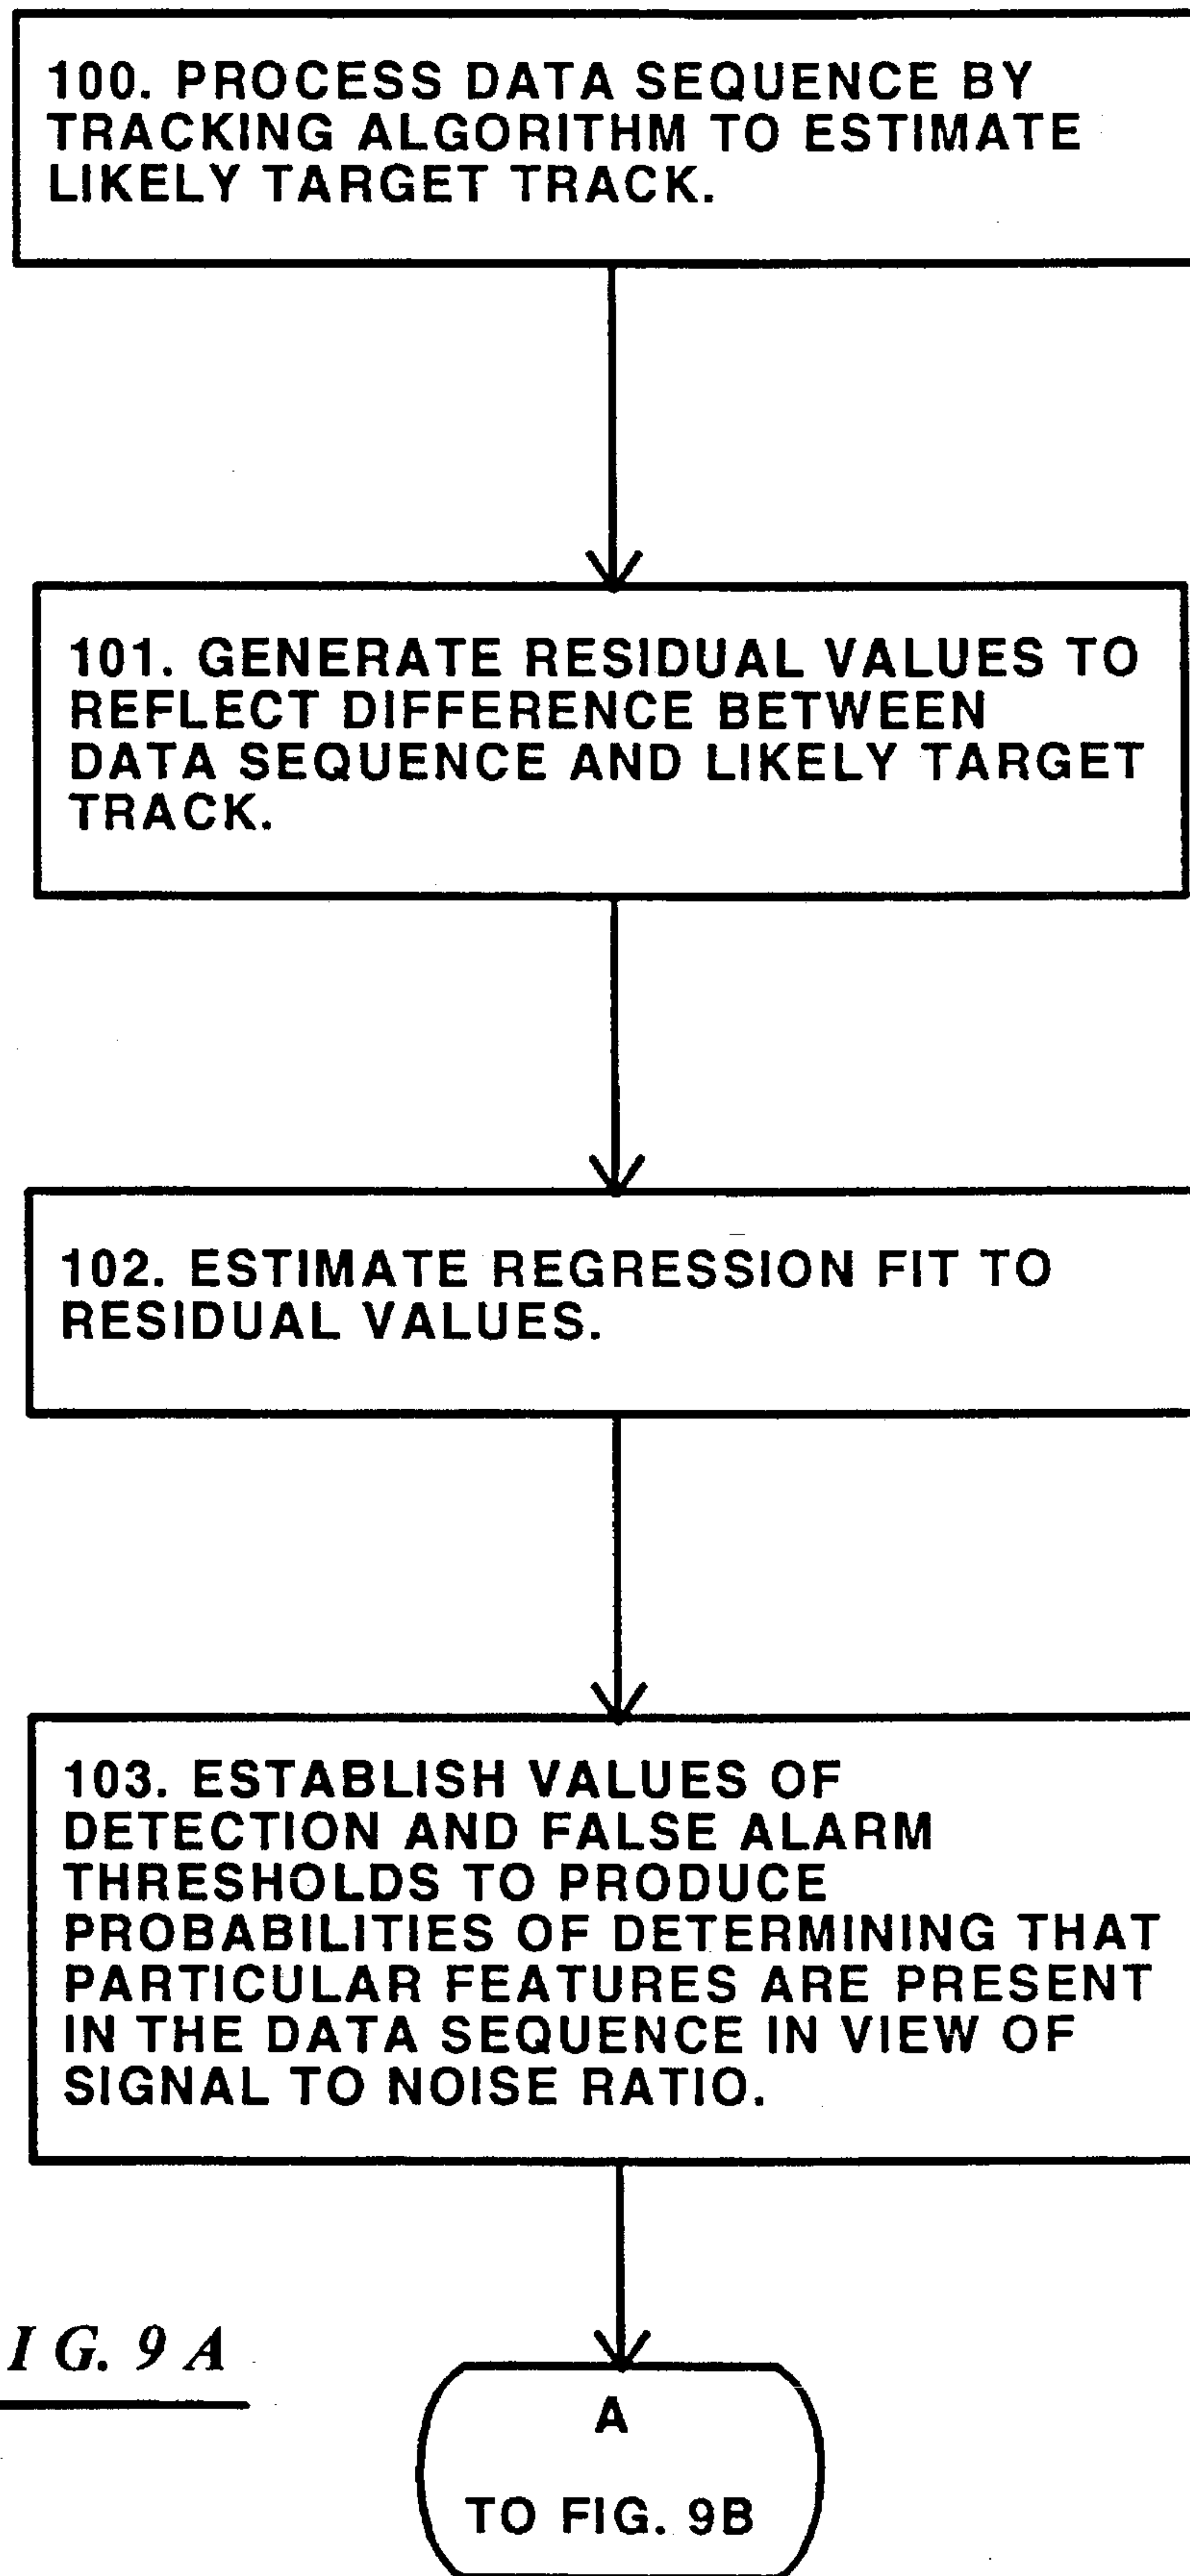 100. PROCESS DATA SEQUENCE BY
TRACKING ALGORITHM TO ESTIMATE
LIKELY TARGET TRACK.
101. GENERATE RESIDUAL VALUES TO
REFLECT DIFFERENCE BETWEEN
DATA SEQUENCE AND LIKELY TARGET
TRACK.
102. ESTIMATE REGRESSION FIT TO
RESIDUAL VALUES.
103. ESTABLISH VALUES OF
DETECTION AND FALSE ALARM
THRESHOLDS TO PRODUCE
PROBABILITIES OF DETERMINING THAT
PARTICULAR FEATURES ARE PRESENT
IN THE DATA SEQUENCE IN VIEW OF
SIGNAL TO NOISE RATIO.
IG. 9A
A
TO FIG. 9B